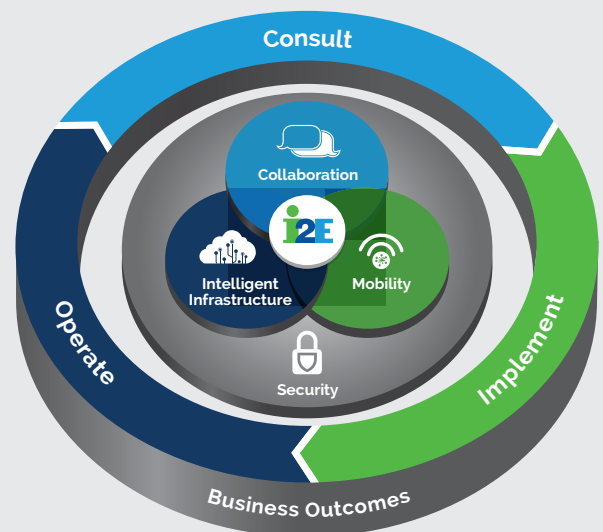 Consult
Collaboration
i2E
Intelligent
Infrastructure
Mobility
Security
Operate
Implement
Business Outcomes